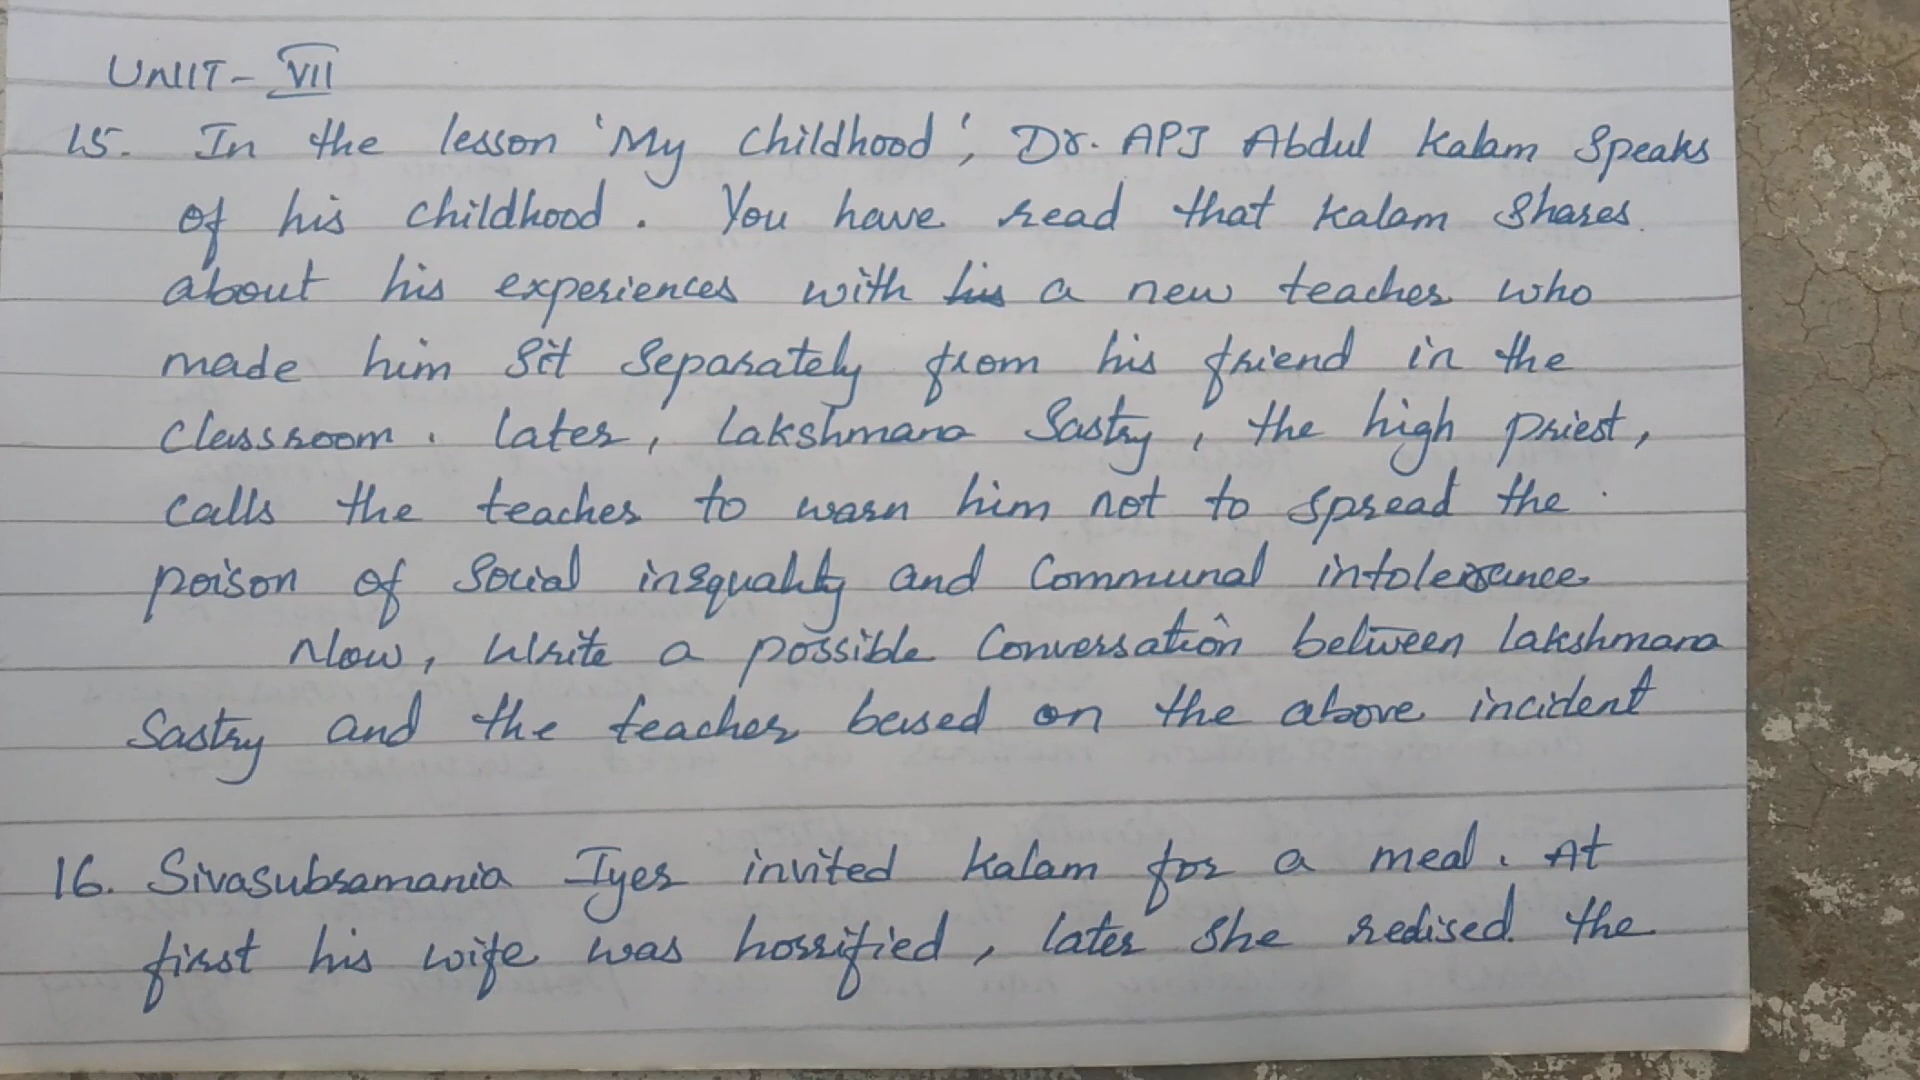 UNIIT - VII
15. In the lesson 'My childhood', Dr. APJ Abdul Kalam speaks
of his childhood. You have read that Kalam shares
about his experiences with his a new teacher who
made him sit separately from his friend in the
classroom. later, lakshmana Sastry, the high priest,
calls the teacher to warn him not to spread the
poison of social inequality and communal intolerance
Now, write a possible conversation between lakshmana
Sastry and the teacher based on the above incident
16. Sivasubramania Iyer invited kalam for a meal. At
first his wife was horrified, later she redised the